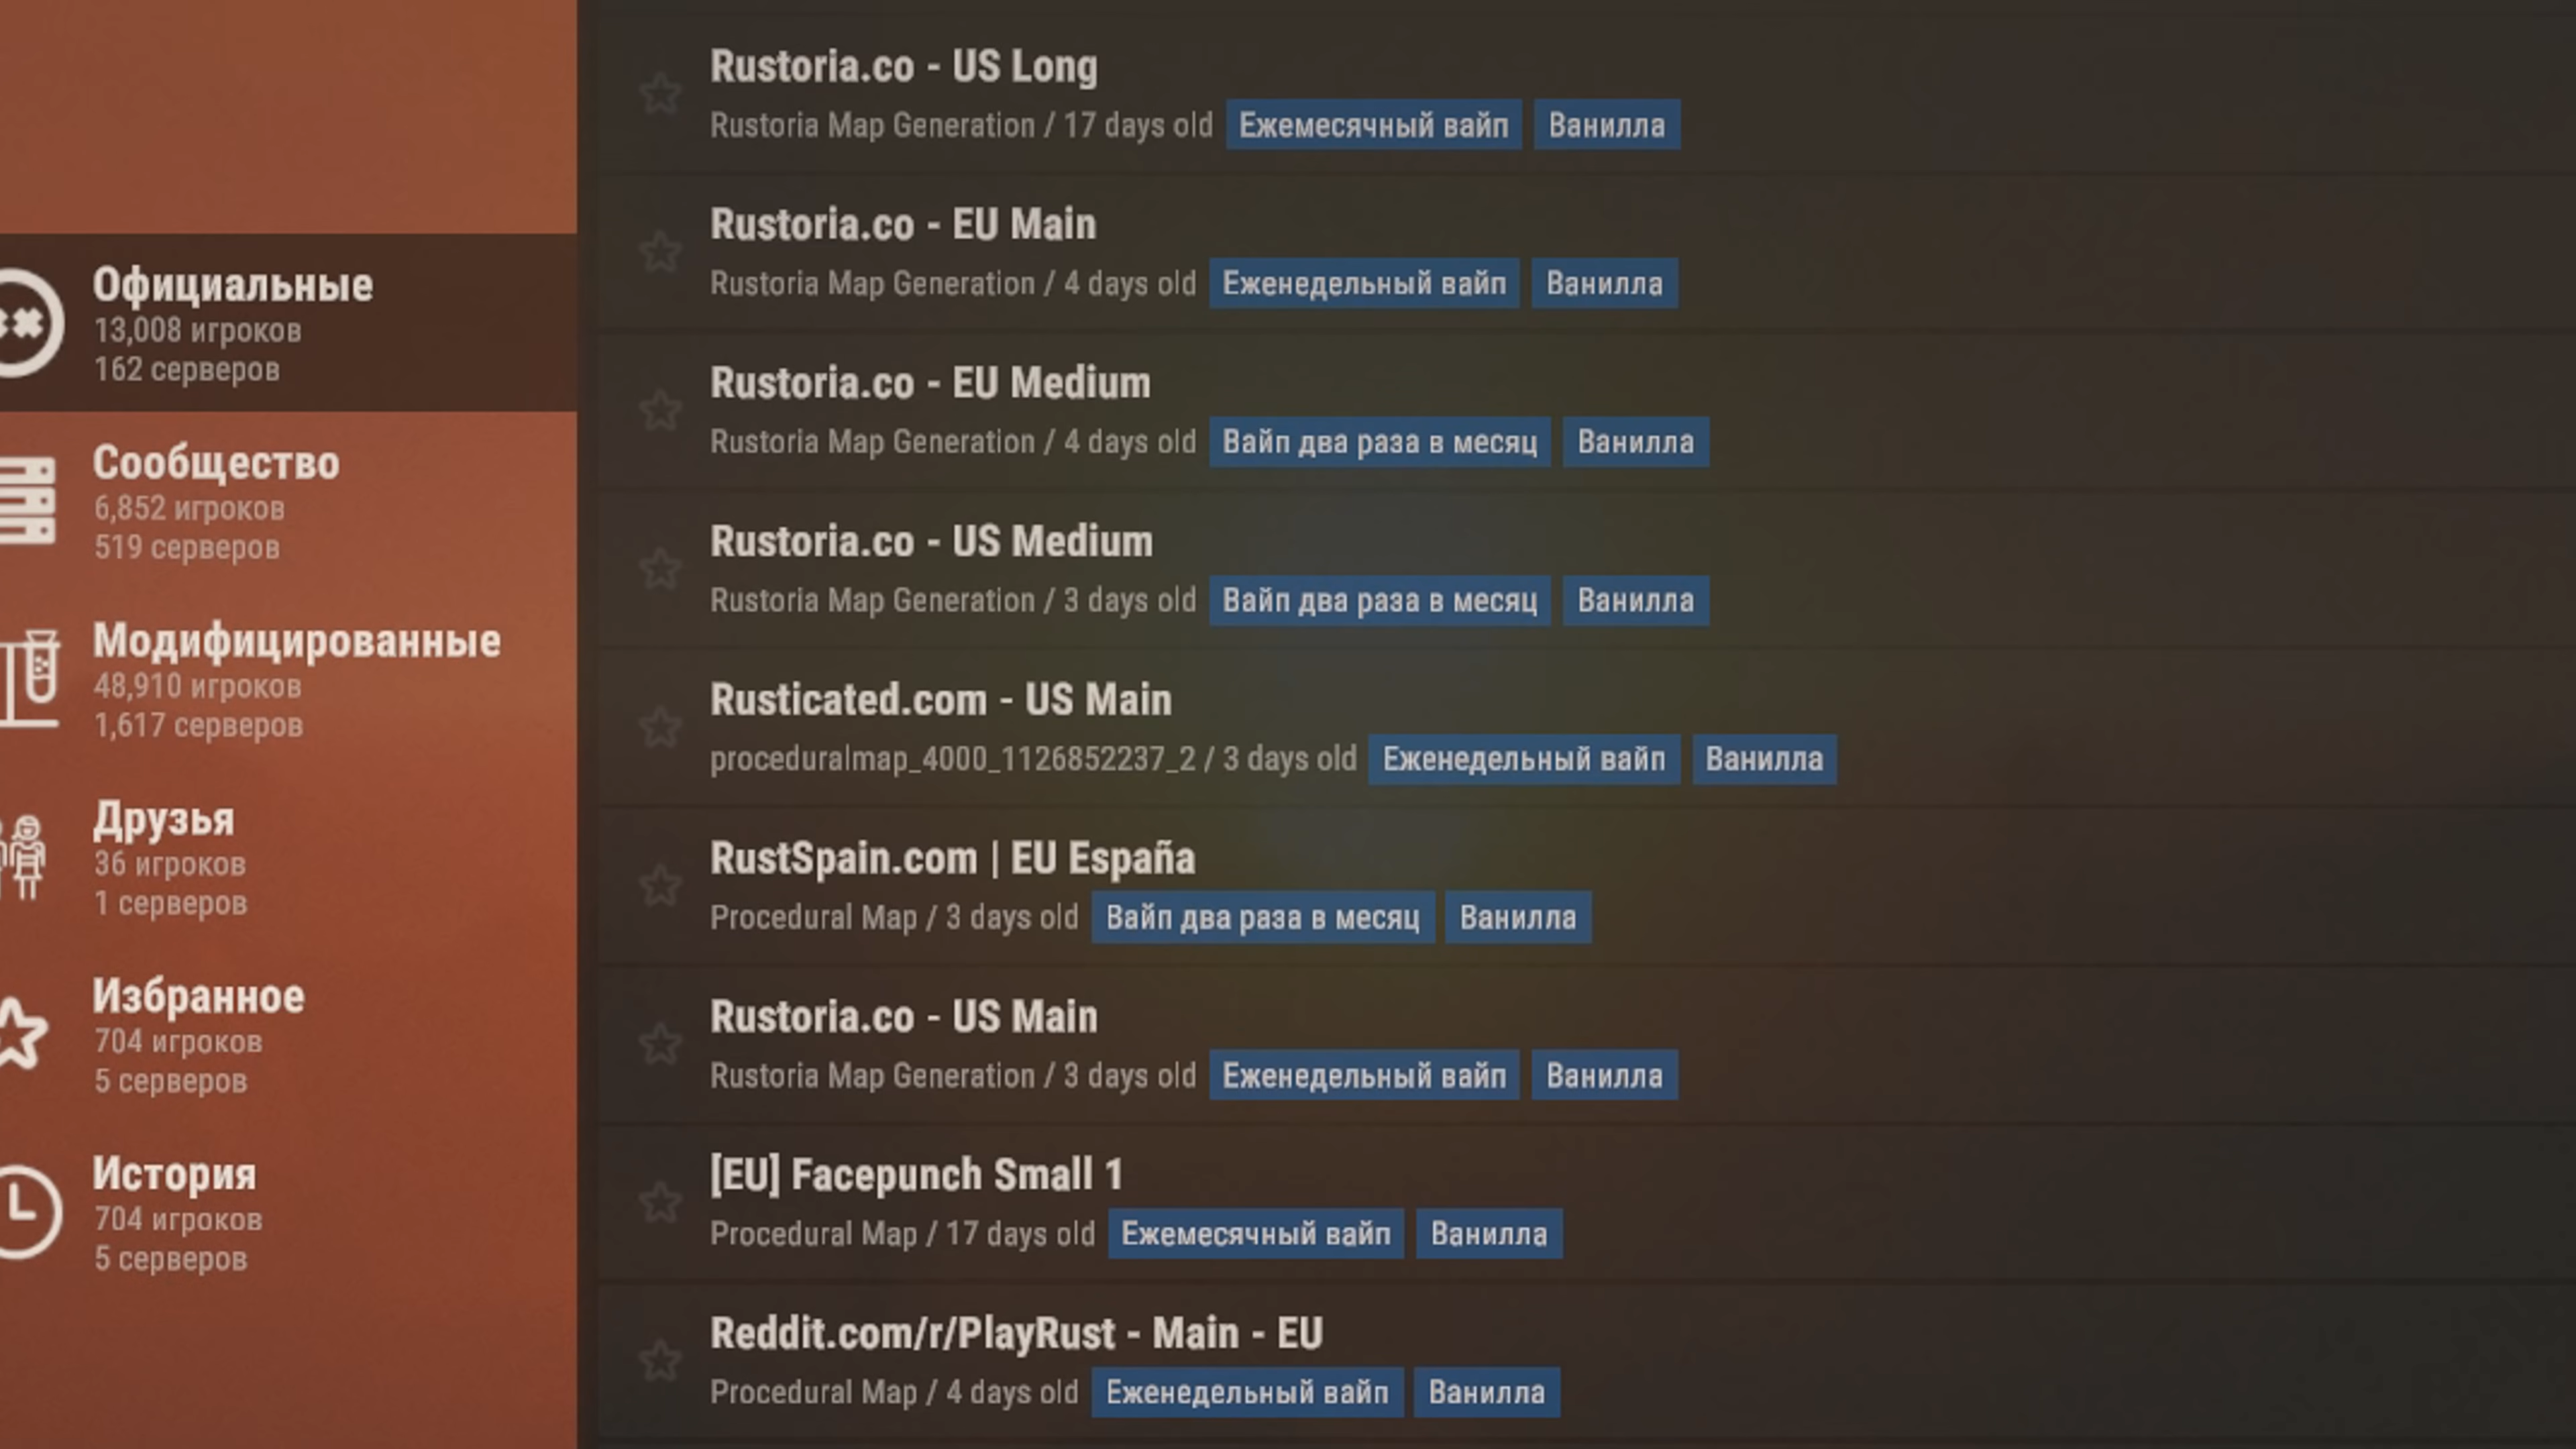 Официальные
13,008 игроков
162 серверов
Сообщество
6,852 игроков
519 серверов
Модифицированные
48,910 игроков
1,617 серверов
Друзья
36 игроков
1 серверов
Избранное
704 игроков
5 серверов
История
704 игроков
5 серверов
Rustoria.co - US Long
Rustoria Map Generation / 17 days old Ежемесячный вайп Ванилла
Rustoria.co - EU Main
Rustoria Map Generation / 4 days old Еженедельный вайп Ванилла
Rustoria.co - EU Medium
Rustoria Map Generation / 4 days old Вайп два раза в месяц Ванилла
Rustoria.co - US Medium
Rustoria Map Generation / 3 days old Вайп два раза в месяц Ванилла
Rusticated.com - US Main
proceduralmap_4000_1126852237_2 / 3 days old Еженедельный вайп Ванилла
RustSpain.com | EU España
Procedural Map / 3 days old Вайп два раза в месяц Ванилла
Rustoria.co - US Main
Rustoria Map Generation / 3 days old Еженедельный вайп Ванилла
[EU] Facepunch Small 1
Procedural Map / 17 days old Ежемесячный вайп Ванилла
Reddit.com/r/PlayRust - Main - EU
Procedural Map / 4 days old Еженедельный вайп Ванилла